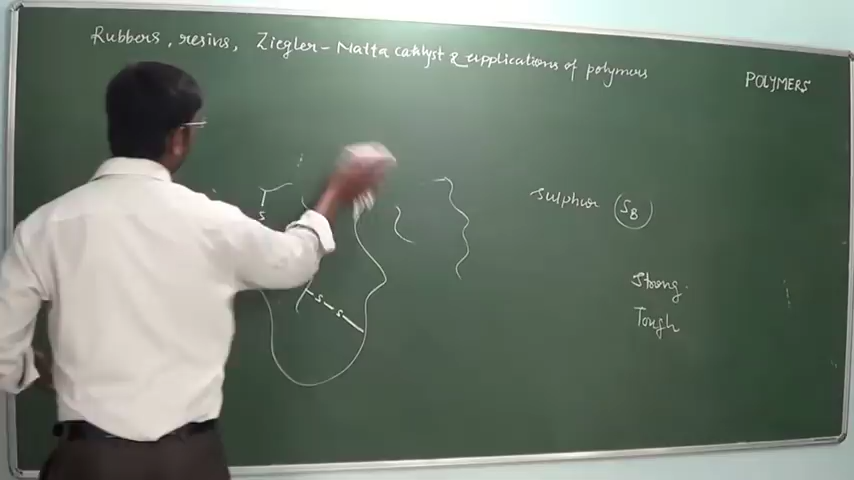 Rubbers, resins, Ziegler-Natta catalyst & applications of polymers
POLYMERS
Sulphur S8
S
S-S
Strong
Tough